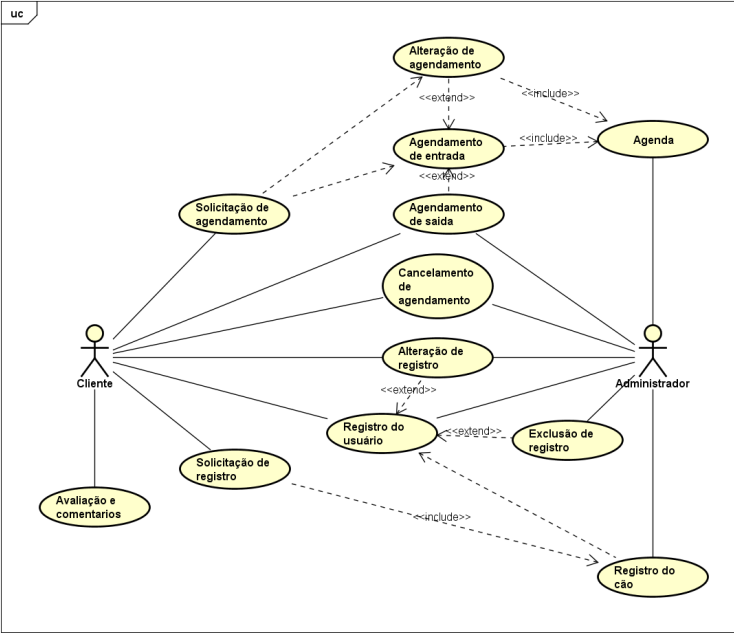 uc
Alteração de
agendamento
<<extend>>
<<include>>
Agendamento
de entrada
<<include>>
Agenda
<<extend>>
Solicitação de
agendamento
Agendamento
de saida
Cancelamento
de
agendamento
Alteração de
registro
Cliente
Administrador
<<extend>>
Registro do
usuário
<<extend>>
Exclusão de
registro
Solicitação de
registro
Avaliação e
comentarios
<<include>>
Registro do
cão